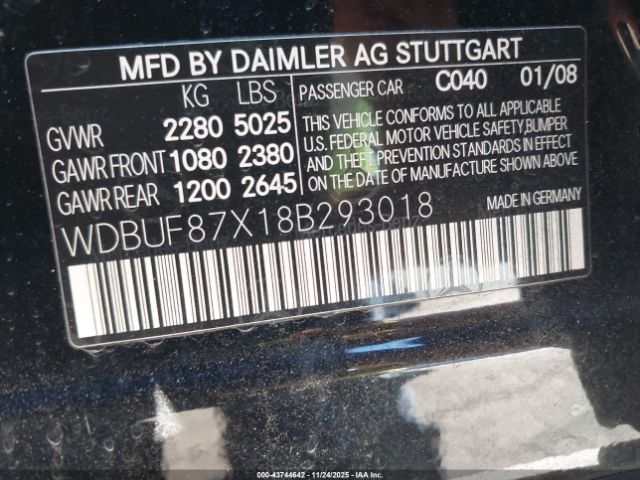 MFD BY DAIMLER AG STUTTGART
KG LBS PASSENGER CAR C040 01/08
GVWR 2280 5025
GAWR FRONT 1080 2380
GAWR REAR 1200 2645
THIS VEHICLE CONFORMS TO ALL APPLICABLE
U.S. FEDERAL MOTOR VEHICLE SAFETY,BUMPER
AND THEFT PREVENTION STANDARDS IN EFFECT
ON THE DATE OF MANUFACTURE SHOWN ABOVE
WDBUF87X18B293018
MADE IN GERMANY
000-43744642 - 11/24/2025 - IAA Corp.